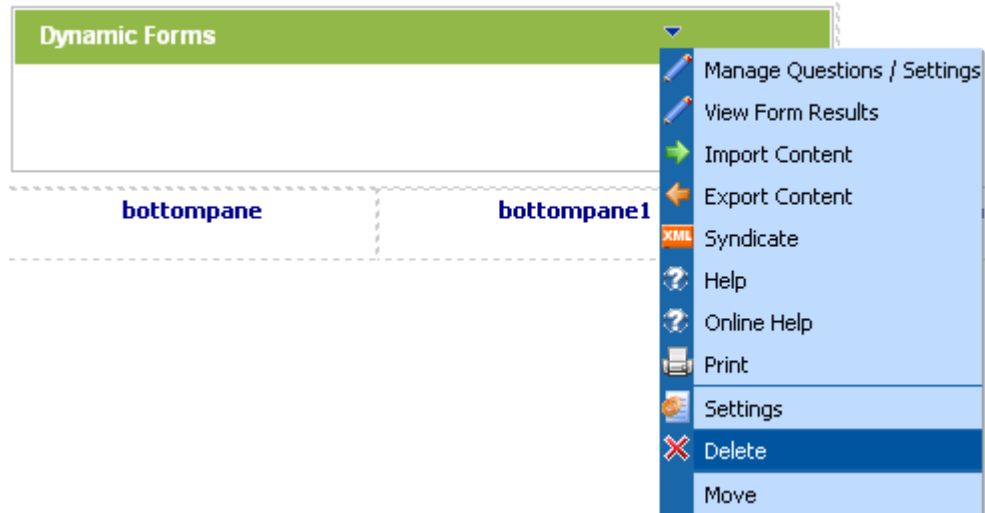 Dynamic Forms
Manage Questions / Settings
View Form Results
Import Content
Export Content
bottompane
bottompane1
XML Syndicate
Help
Online Help
Print
Settings
Delete
Move